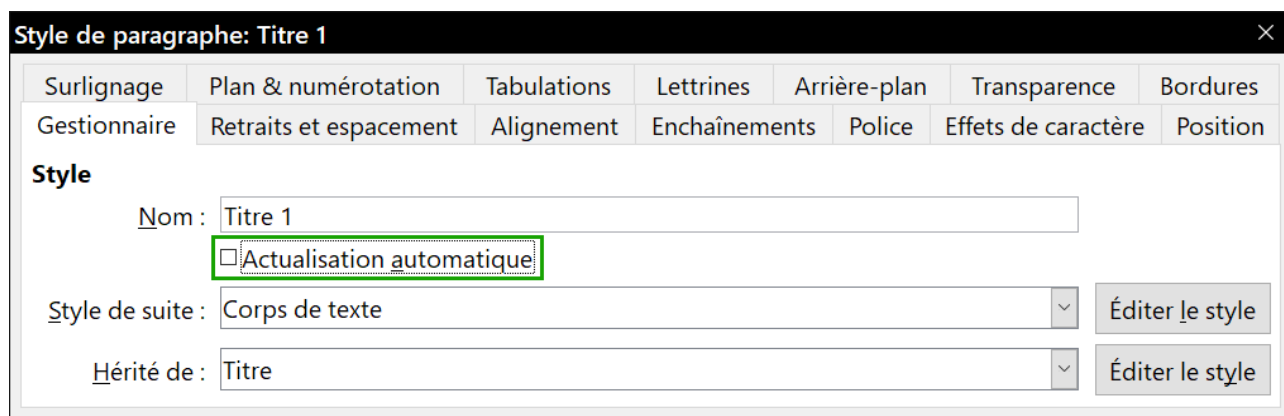 Style de paragraphe: Titre 1
Surlignage Plan & numérotation Tabulations Lettrines Arrière-plan Transparence Bordures
Gestionnaire Retraits et espacement Alignement Enchaînements Police Effets de caractère Position
Style
Nom : Titre 1
Actualisation automatique
Style de suite : Corps de texte Éditer le style
Hérité de : Titre Éditer le style